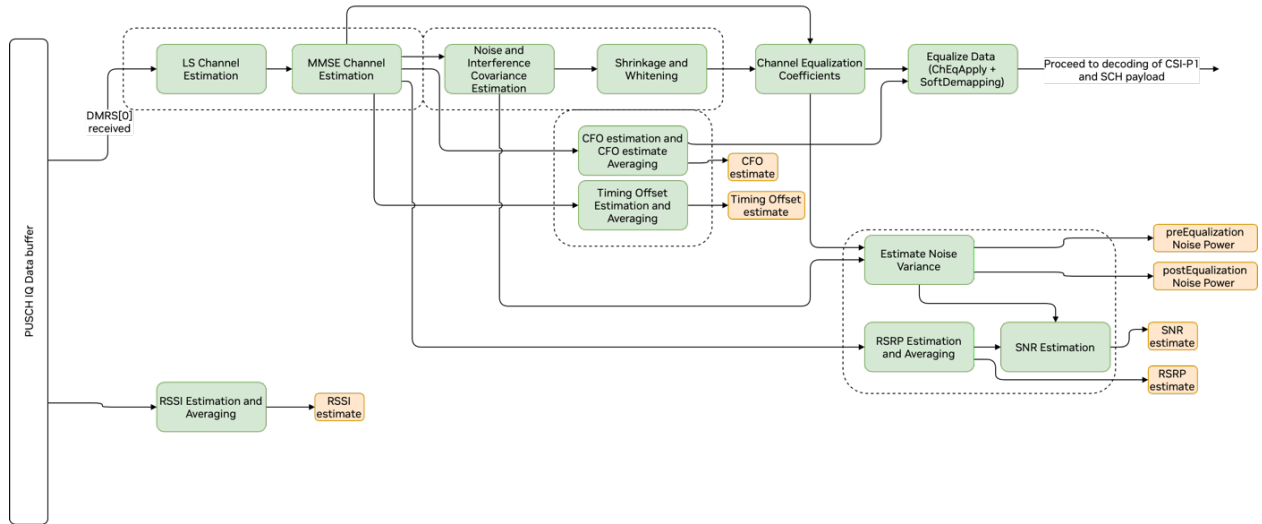 PUSCH IQ Data buffer
DMRS[0]
received
LS Channel
Estimation
MMSE Channel
Estimation
Noise and
Interference
Covariance
Estimation
Shrinkage and
Whitening
Channel Equalization
Coefficients
Equalize Data
(ChEqApply +
SoftDemapping)
Proceed to decoding of CSI-P1
and SCH payload
CFO estimation and
CFO estimate
Averaging
CFO
estimate
Timing Offset
Estimation and
Averaging
Timing Offset
estimate
Estimate Noise
Variance
preEqualization
Noise Power
postEqualization
Noise Power
RSRP Estimation
and Averaging
SNR Estimation
SNR
estimate
RSRP
estimate
RSSI Estimation and
Averaging
RSSI
estimate